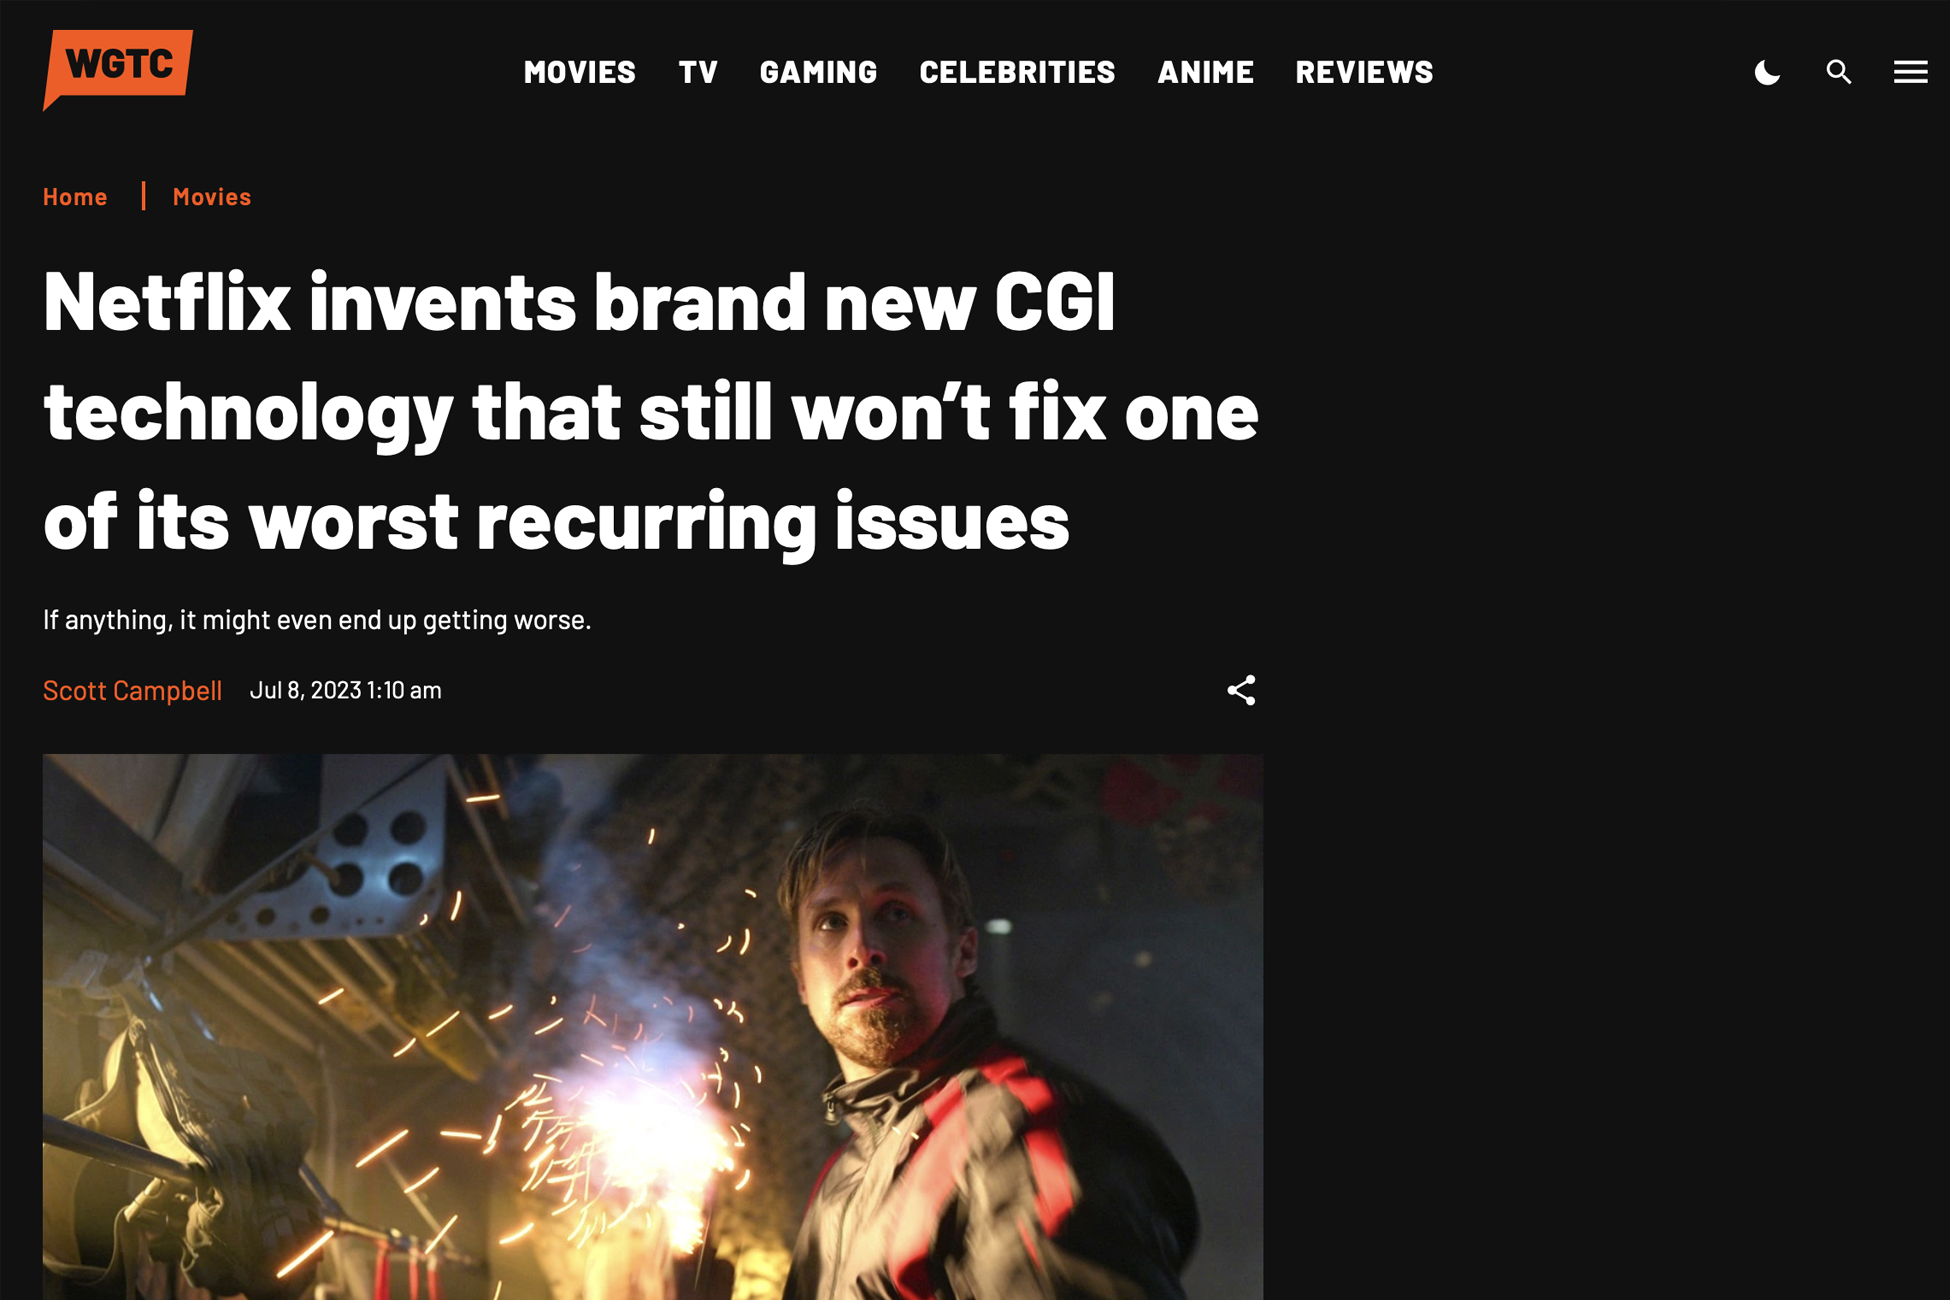 WGTC
MOVIES TV GAMING CELEBRITIES ANIME REVIEWS
Home | Movies
Netflix invents brand new CGI
technology that still won’t fix one
of its worst recurring issues
If anything, it might even end up getting worse.
Scott Campbell Jul 8, 2023 1:10 am